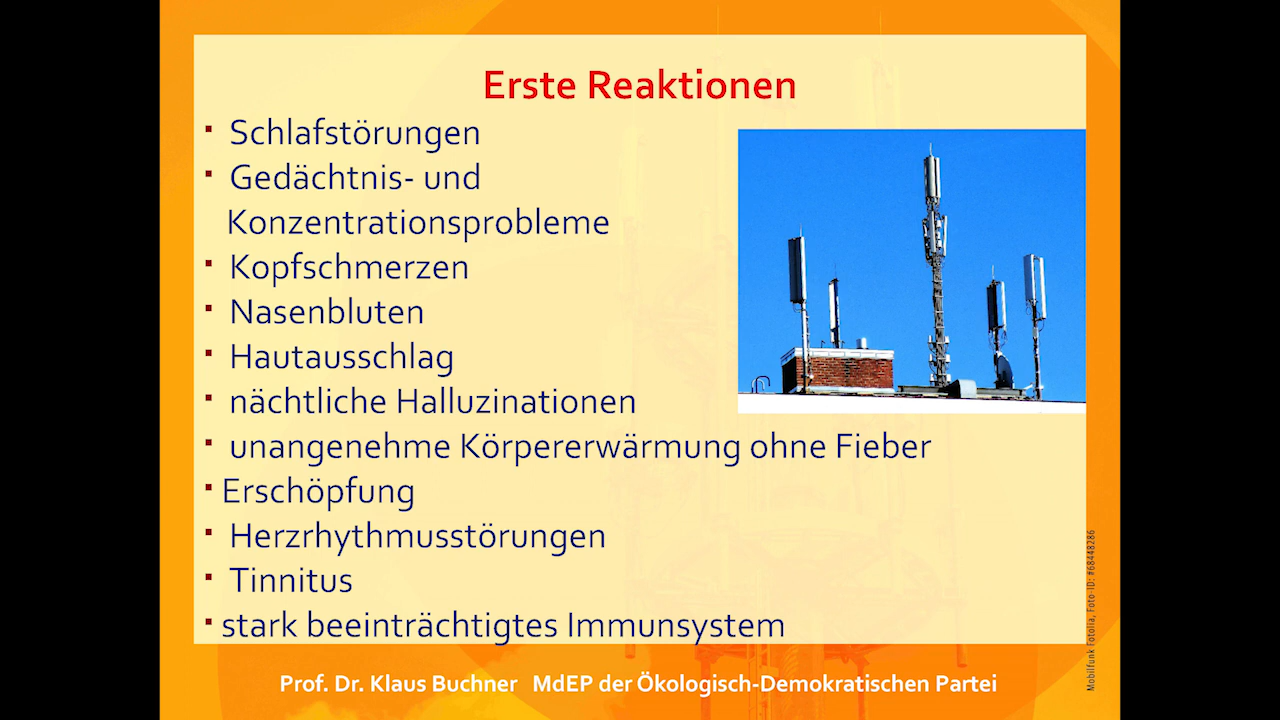 Erste Reaktionen
▪ Schlafstörungen
▪ Gedächtnis- und
Konzentrationsprobleme
▪ Kopfschmerzen
▪ Nasenbluten
▪ Hautausschlag
▪ nächtliche Halluzinationen
▪ unangenehme Körpererwärmung ohne Fieber
▪ Erschöpfung
▪ Herzrhythmusstörungen
▪ Tinnitus
▪ stark beeinträchtigtes Immunsystem
Mobilfunk Fotolia, Foto-ID: #68448286
Prof. Dr. Klaus Buchner MdEP der Ökologisch-Demokratischen Partei